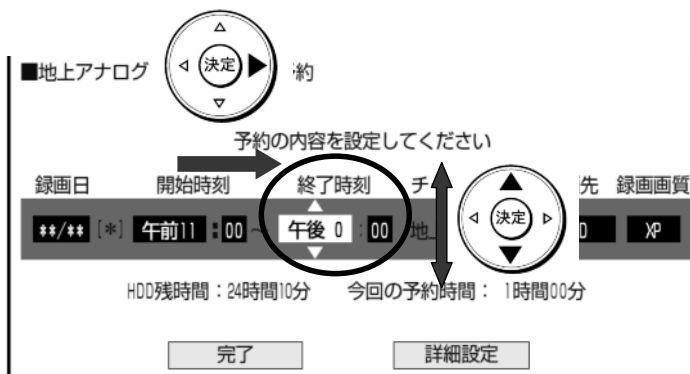 ■地上アナログ
決定
約
予約の内容を設定してください
録画日 開始時刻 終了時刻 チ 先 録画画質
**/** [*] 午前11:00~ 午後 0:00 地 決定 XP
HDD残時間:24時間10分 今回の予約時間: 1時間00分
完了 詳細設定